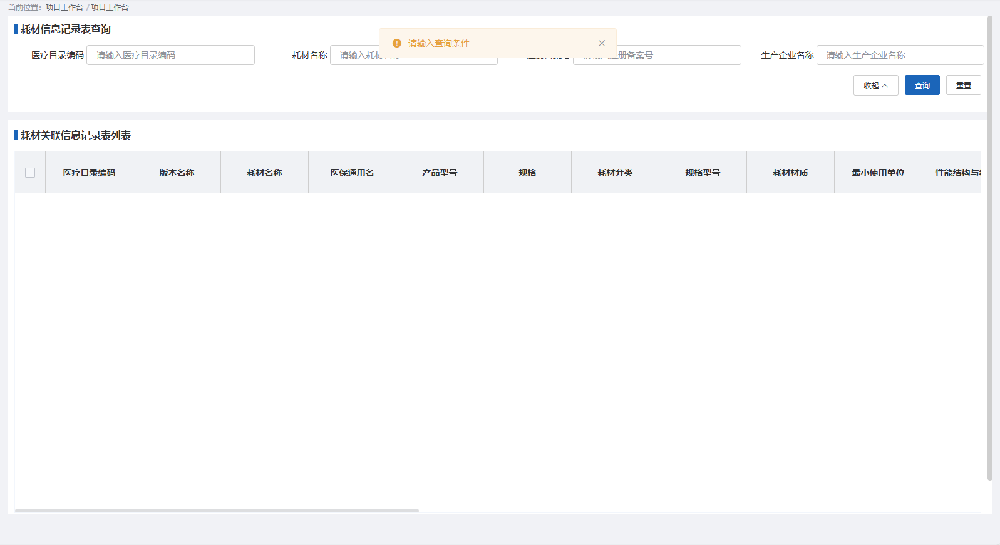 当前位置： 项目工作台 / 项目工作台
耗材信息记录表查询
请输入查询条件
医疗目录编码 请输入医疗目录编码 耗材名称 请输入耗材 册备案号 生产企业名称 请输入生产企业名称
收起 查询 重置
耗材关联信息记录表列表
医疗目录编码 版本名称 耗材名称 医保通用名 产品型号 规格 耗材分类 规格型号 耗材材质 最小使用单位 性能结构与